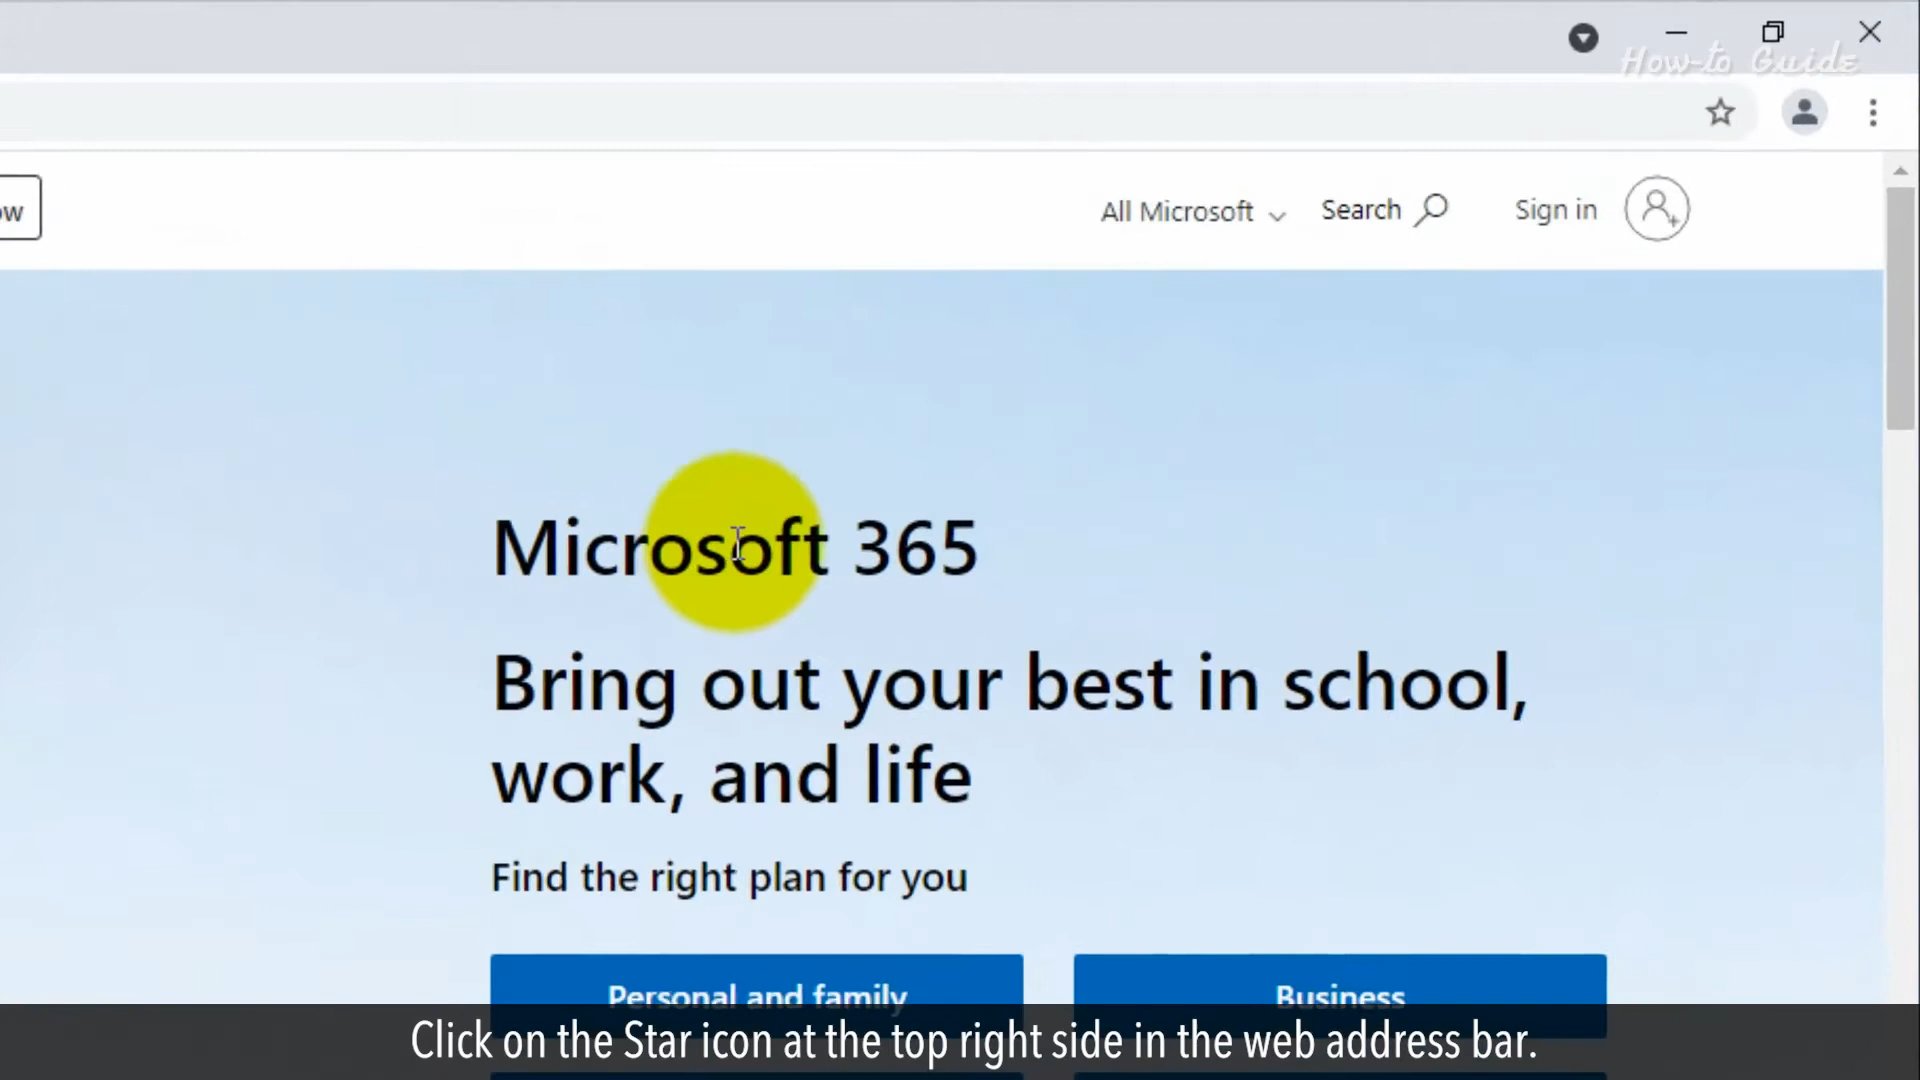 How-to Guide
ow
All Microsoft
Search
Sign in
Microsoft 365
Bring out your best in school,
work, and life
Find the right plan for you
Personal and family
Business
Click on the Star icon at the top right side in the web address bar.